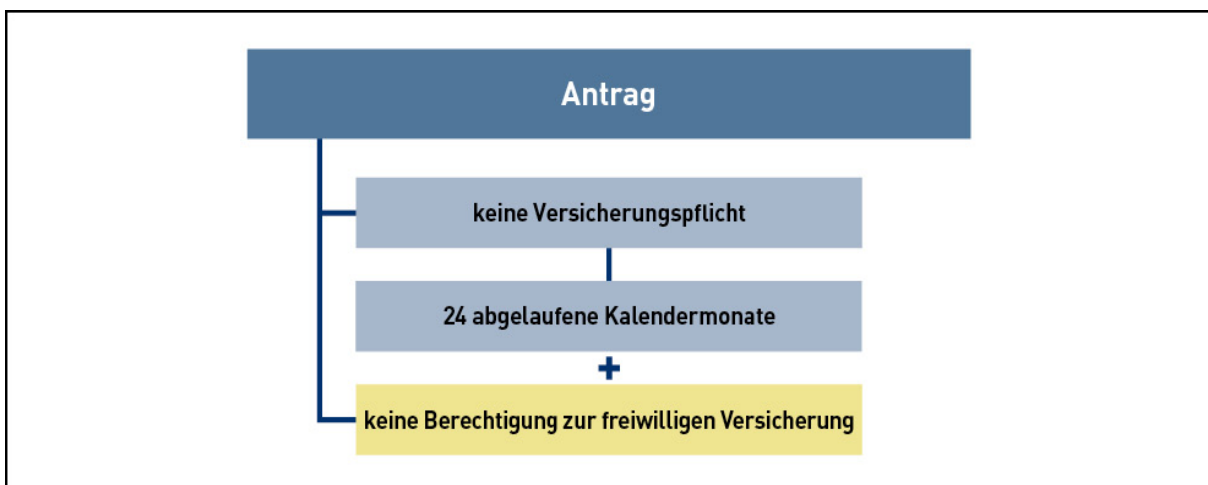 Antrag
keine Versicherungspflicht
24 abgelaufene Kalendermonate
+
keine Berechtigung zur freiwilligen Versicherung